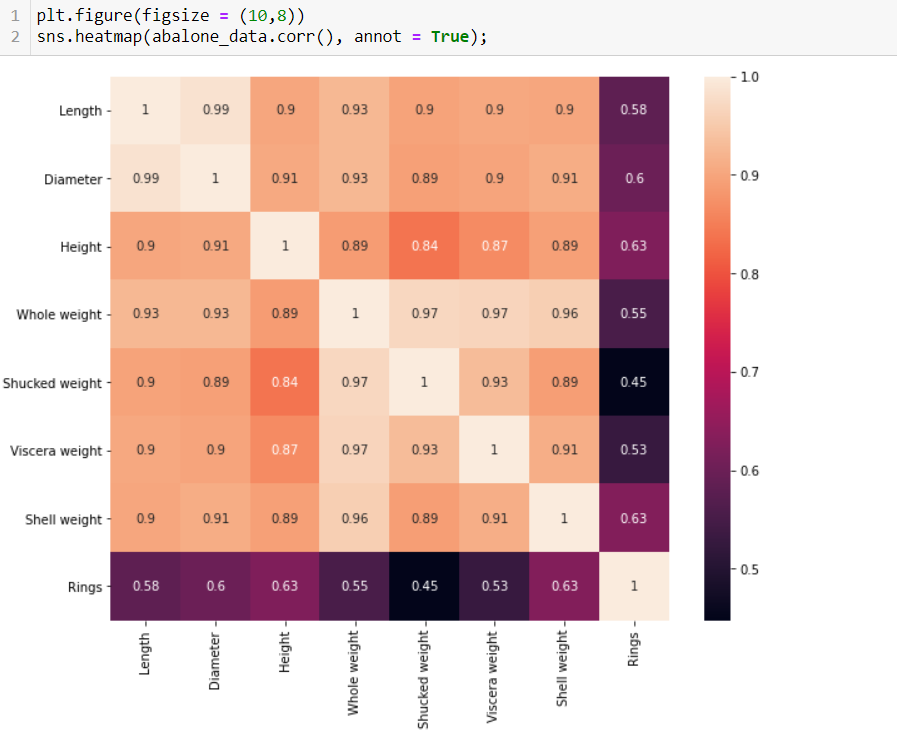 1 plt.figure(figsize = (10,8))
2 sns.heatmap(abalone_data.corr(), annot = True);
1.0
Length 1 0.99 0.9 0.93 0.9 0.9 0.9 0.58
Diameter 0.99 1 0.91 0.93 0.89 0.9 0.91 0.6
0.9
Height 0.9 0.91 1 0.89 0.84 0.87 0.89 0.63
0.8
Whole weight 0.93 0.93 0.89 1 0.97 0.97 0.96 0.55
0.7
Shucked weight 0.9 0.89 0.84 0.97 1 0.93 0.89 0.45
Viscera weight 0.9 0.9 0.87 0.97 0.93 1 0.91 0.53
0.6
Shell weight 0.9 0.91 0.89 0.96 0.89 0.91 1 0.63
0.5
Rings 0.58 0.6 0.63 0.55 0.45 0.53 0.63 1
Length
Diameter
Height
Whole weight
Shucked weight
Viscera weight
Shell weight
Rings